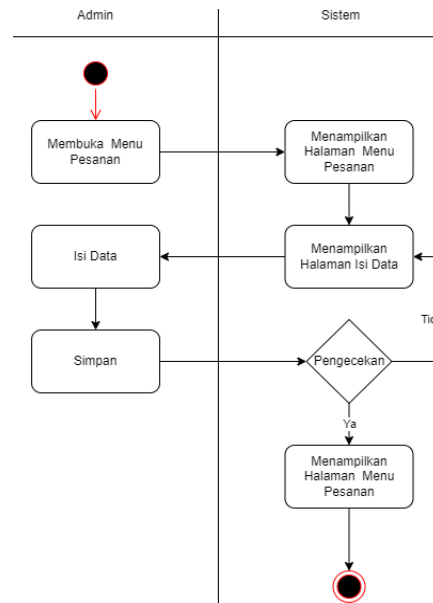 Admin
Sistem
Membuka Menu
Pesanan
Menampilkan
Halaman Menu
Pesanan
Isi Data
Menampilkan
Halaman Isi Data
Simpan
Pengecekan
Ya
Menampilkan
Halaman Menu
Pesanan